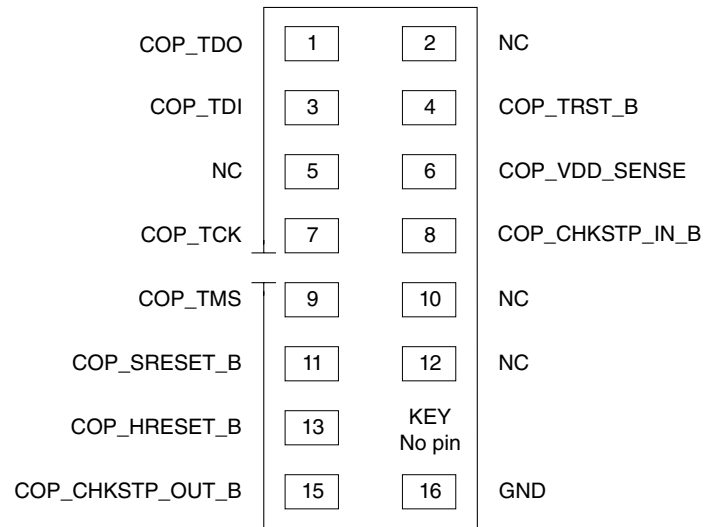 COP_TDO 1 2 NC
COP_TDI 3 4 COP_TRST_B
NC 5 6 COP_VDD_SENSE
COP_TCK 7 8 COP_CHKSTP_IN_B
COP_TMS 9 10 NC
COP_SRESET_B 11 12 NC
COP_HRESET_B 13 KEY
No pin
COP_CHKSTP_OUT_B 15 16 GND